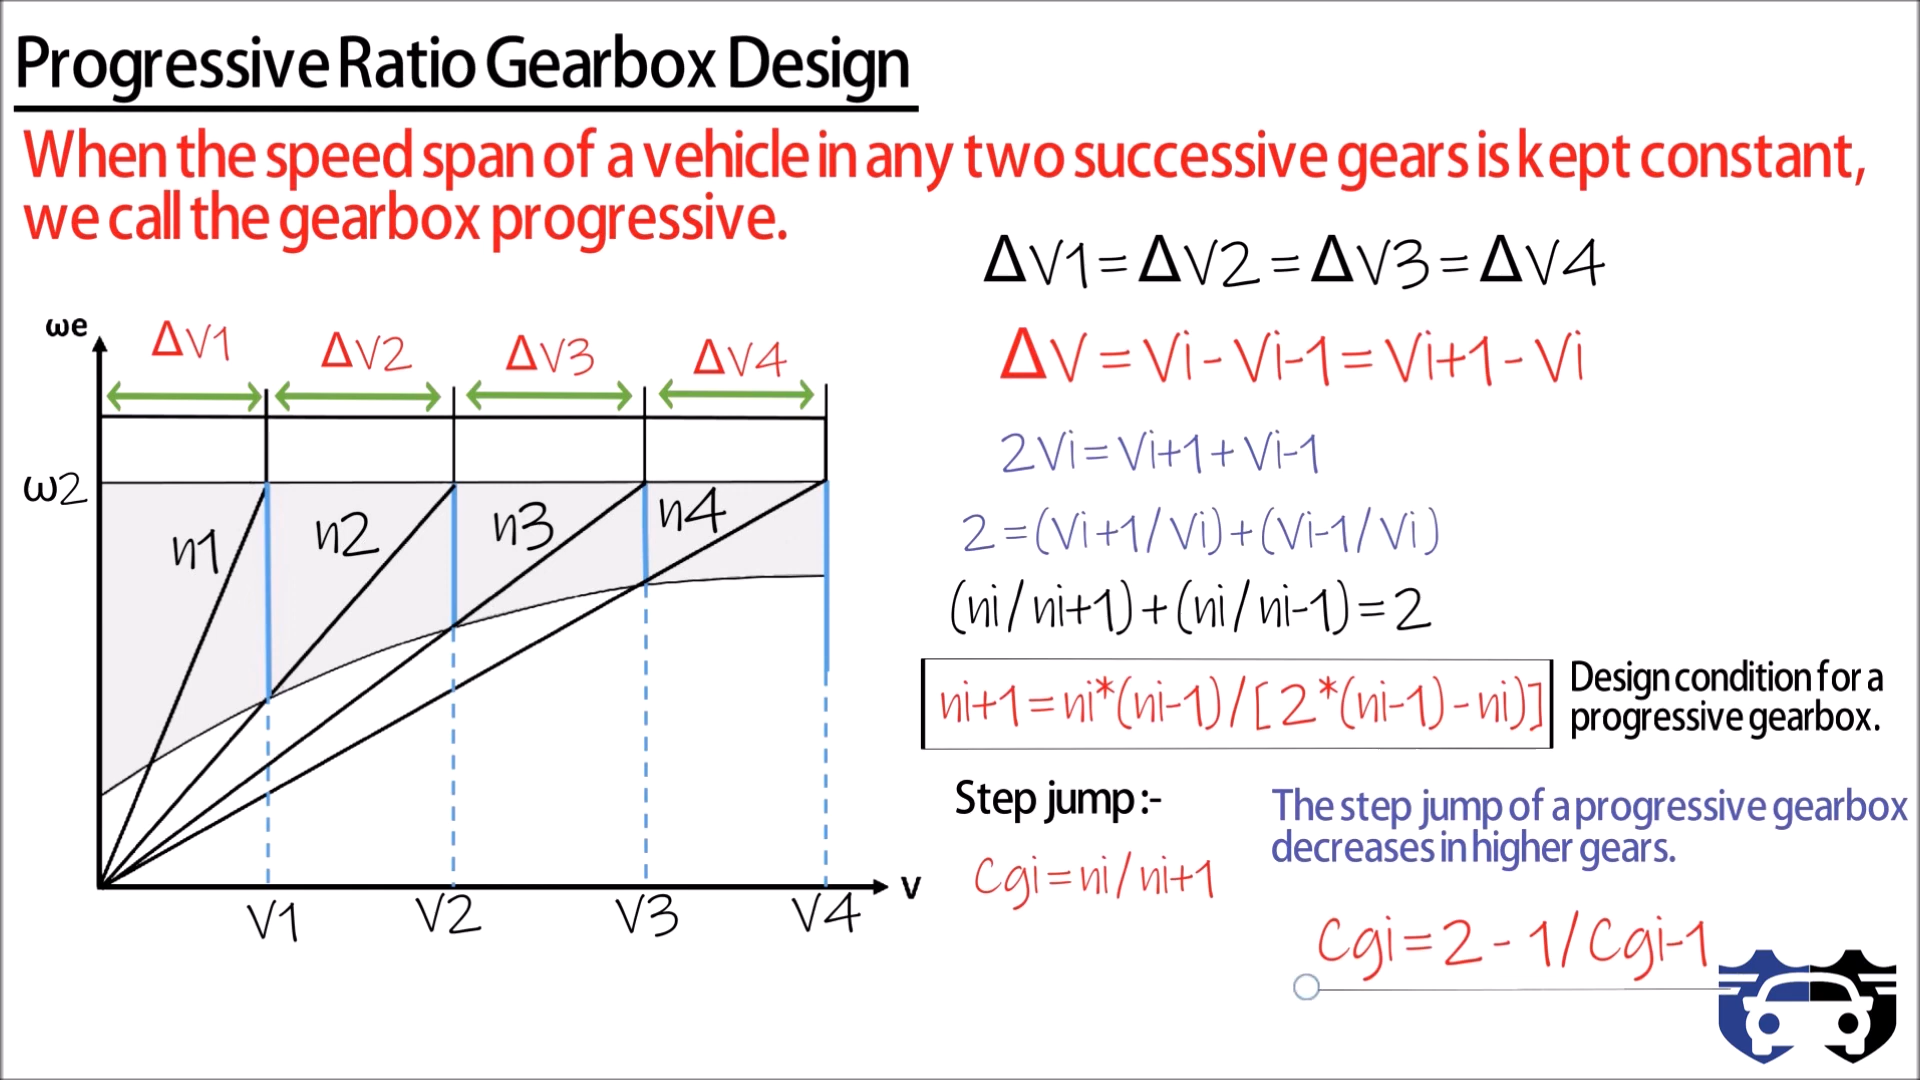 Progressive Ratio Gearbox Design
When the speed span of a vehicle in any two successive gears is kept constant,
we call the gearbox progressive.
ΔV1=ΔV2=ΔV3=ΔV4
ΔV=Vi-Vi-1=Vi+1-Vi
2Vi=Vi+1+Vi-1
2=(Vi+1/Vi)+(Vi-1/Vi)
(ni/ni+1)+(ni/ni-1)=2
ni+1=ni*(ni-1)/[2*(ni-1)-ni)]
Design condition for a
progressive gearbox.
Step jump:-
Cgi=ni/ni+1
The step jump of a progressive gearbox
decreases in higher gears.
Cgi=2-1/Cgi-1
ωe
ΔV1 ΔV2 ΔV3 ΔV4
ω2
n1 n2 n3 n4
v
V1 V2 V3 V4